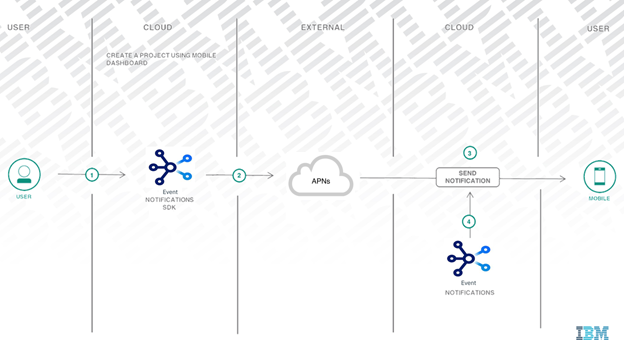 USER
CLOUD
EXTERNAL
CLOUD
USER
CREATE A PROJECT USING MOBILE
DASHBOARD
1
2
3
4
USER
Event
NOTIFICATIONS
SDK
APNs
SEND
NOTIFICATION
MOBILE
Event
NOTIFICATIONS
IBM